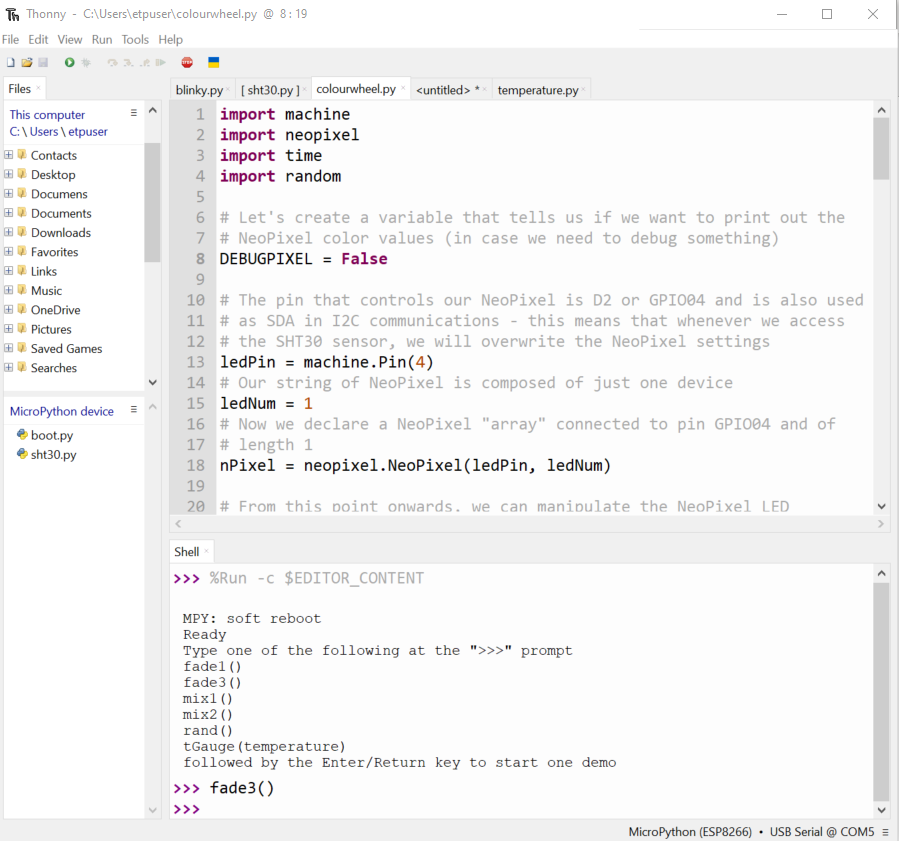 Thonny - C:\Users\etpuser\colourwheel.py @ 8:19
File Edit View Run Tools Help
STOP
Files
This computer
C: \ Users \ etpuser
Contacts
Desktop
Documens
Documents
Downloads
Favorites
Links
Music
OneDrive
Pictures
Saved Games
Searches
MicroPython device
boot.py
sht30.py
blinky.py [ sht30.py ] colourwheel.py <untitled> * temperature.py
1 import machine
2 import neopixel
3 import time
4 import random
5
6 # Let's create a variable that tells us if we want to print out the
7 # NeoPixel color values (in case we need to debug something)
8 DEBUGPIXEL = False
9
10 # The pin that controls our NeoPixel is D2 or GPIO04 and is also used
11 # as SDA in I2C communications - this means that whenever we access
12 # the SHT30 sensor, we will overwrite the NeoPixel settings
13 ledPin = machine.Pin(4)
14 # Our string of NeoPixel is composed of just one device
15 ledNum = 1
16 # Now we declare a NeoPixel "array" connected to pin GPIO04 and of
17 # length 1
18 nPixel = neopixel.NeoPixel(ledPin, ledNum)
19
20 # From this point onwards, we can manipulate the NeoPixel LED
Shell
>>> %Run -c $EDITOR_CONTENT
MPY: soft reboot
Ready
Type one of the following at the ">>>" prompt
fade1()
fade3()
mix1()
mix2()
rand()
tGauge(temperature)
followed by the Enter/Return key to start one demo
>>> fade3()
>>>
MicroPython (ESP8266) • USB Serial @ COM5 ≡